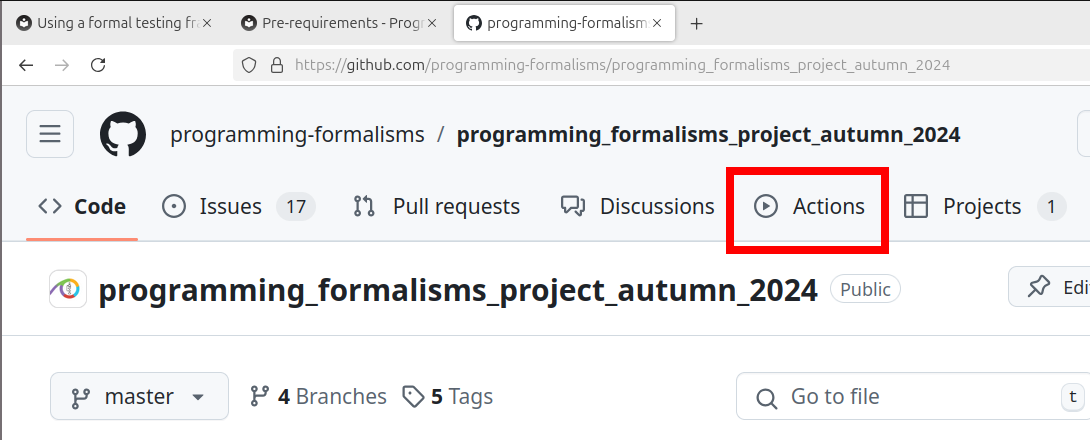 Using a formal testing fra
Pre-requirements - Progr
programming-formalism
https://github.com/programming-formalisms/programming_formalisms_project_autumn_2024
programming-formalisms / programming_formalisms_project_autumn_2024
Code Issues 17 Pull requests Discussions Actions Projects 1
programming_formalisms_project_autumn_2024 Public Edi
master 4 Branches 5 Tags Go to file t